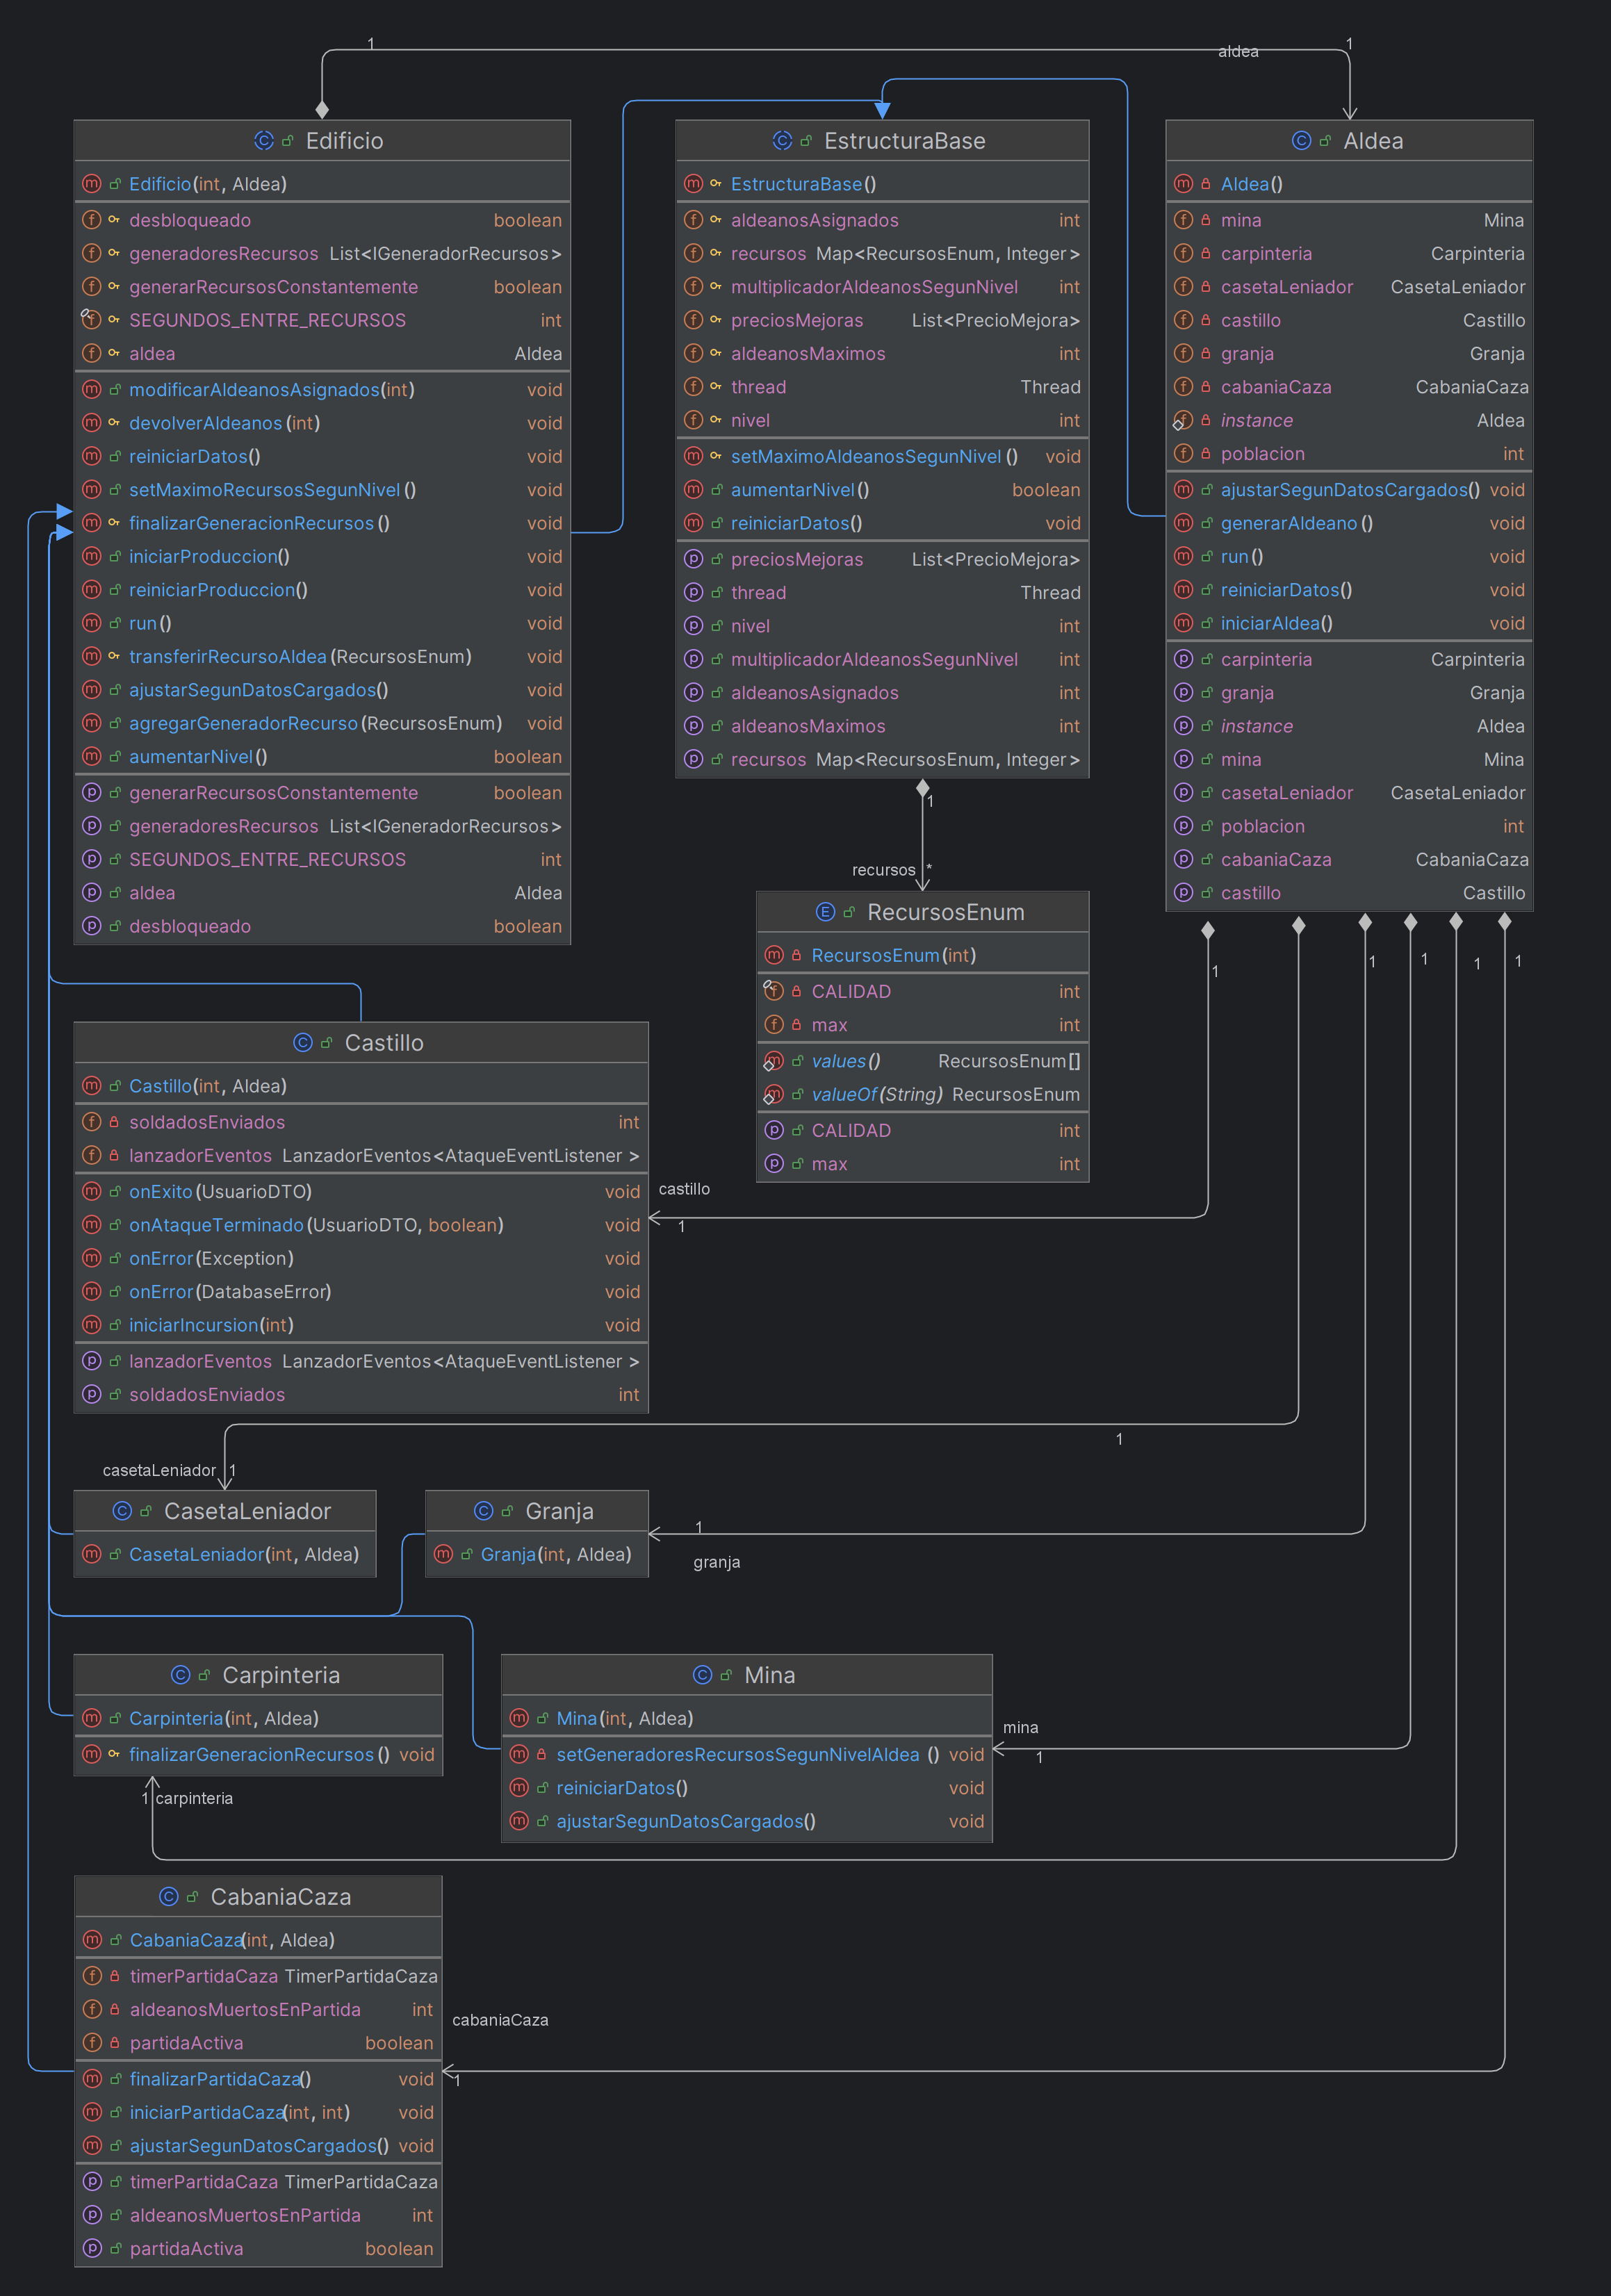 1
aldea
1
Edificio
Edificio(int, Aldea)
desbloqueado boolean
generadoresRecursos List<IGeneradorRecursos>
generarRecursosConstantemente boolean
SEGUNDOS_ENTRE_RECURSOS int
aldea Aldea
modificarAldeanosAsignados(int) void
devolverAldeanos(int) void
reiniciarDatos() void
setMaximoRecursosSegunNivel() void
finalizarGeneracionRecursos() void
iniciarProduccion() void
reiniciarProduccion() void
run() void
transferirRecursoAldea(RecursosEnum) void
ajustarSegunDatosCargados() void
agregarGeneradorRecurso(RecursosEnum) void
aumentarNivel() boolean
generarRecursosConstantemente boolean
generadoresRecursos List<IGeneradorRecursos>
SEGUNDOS_ENTRE_RECURSOS int
aldea Aldea
desbloqueado boolean
EstructuraBase
EstructuraBase()
aldeanosAsignados int
recursos Map<RecursosEnum, Integer>
multiplicadorAldeanosSegunNivel int
preciosMejoras List<PrecioMejora>
aldeanosMaximos int
thread Thread
nivel int
setMaximoAldeanosSegunNivel() void
aumentarNivel() boolean
reiniciarDatos() void
preciosMejoras List<PrecioMejora>
thread Thread
nivel int
multiplicadorAldeanosSegunNivel int
aldeanosAsignados int
aldeanosMaximos int
recursos Map<RecursosEnum, Integer>
Aldea
Aldea()
mina Mina
carpinteria Carpinteria
casetaLeniador CasetaLeniador
castillo Castillo
granja Granja
cabaniaCaza CabaniaCaza
instance Aldea
poblacion int
ajustarSegunDatosCargados() void
generarAldeano() void
run() void
reiniciarDatos() void
iniciarAldea() void
carpinteria Carpinteria
granja Granja
instance Aldea
mina Mina
casetaLeniador CasetaLeniador
poblacion int
cabaniaCaza CabaniaCaza
castillo Castillo
1
recursos *
RecursosEnum
RecursosEnum(int)
CALIDAD int
max int
values() RecursosEnum[]
valueOf(String) RecursosEnum
CALIDAD int
max int
1
1
1
1
1
Castillo
Castillo(int, Aldea)
soldadosEnviados int
lanzadorEventos LanzadorEventos<AtaqueEventListener>
onExito(UsuarioDTO) void
onAtaqueTerminado(UsuarioDTO, boolean) void
onError(Exception) void
onError(DatabaseError) void
iniciarIncursion(int) void
lanzadorEventos LanzadorEventos<AtaqueEventListener>
soldadosEnviados int
castillo
1
1
casetaLeniador 1
CasetaLeniador
CasetaLeniador(int, Aldea)
Granja
Granja(int, Aldea)
1
granja
Carpinteria
Carpinteria(int, Aldea)
finalizarGeneracionRecursos() void
1 carpinteria
Mina
Mina(int, Aldea)
setGeneradoresRecursosSegunNivelAldea() void
reiniciarDatos() void
ajustarSegunDatosCargados() void
mina
1
CabaniaCaza
CabaniaCaza(int, Aldea)
timerPartidaCaza TimerPartidaCaza
aldeanosMuertosEnPartida int
partidaActiva boolean
finalizarPartidaCaza() void
iniciarPartidaCaza(int, int) void
ajustarSegunDatosCargados() void
timerPartidaCaza TimerPartidaCaza
aldeanosMuertosEnPartida int
partidaActiva boolean
cabaniaCaza
1